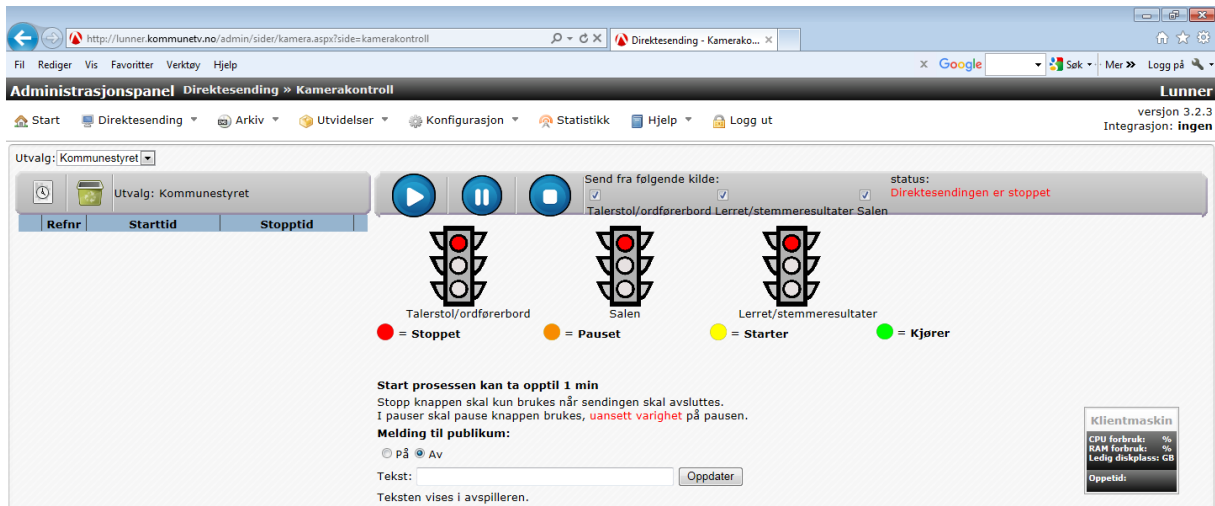 http://lunner.kommunetv.no/admin/sider/kamera.aspx?side=kamerakontroll
Direktesending - Kamerako...
Fil Rediger Vis Favoritter Verktøy Hjelp
x Google Søk Mer >> Logg på
Administrasjonspanel Direktesending » Kamerakontroll Lunner
Start Direktesending Arkiv Utvidelser Konfigurasjon Statistikk Hjelp Logg ut
versjon 3.2.3
Integrasjon: ingen
Utvalg: Kommunestyret
Utvalg: Kommunestyret
Refnr Starttid Stopptid
Send fra følgende kilde:
Talerstol/ordførerbord Lerret/stemmeresultater Salen
status:
Direktesendingen er stoppet
Talerstol/ordførerbord Salen Lerret/stemmeresultater
= Stoppet = Pauset = Starter = Kjører
Start prosessen kan ta opptil 1 min
Stopp knappen skal kun brukes når sendingen skal avsluttes.
I pauser skal pause knappen brukes, uansett varighet på pausen.
Melding til publikum:
På Av
Tekst: Oppdater
Teksten vises i avspilleren.
Klientmaskin
CPU forbruk: %
RAM forbruk: %
Ledig diskplass: GB
Oppetid: